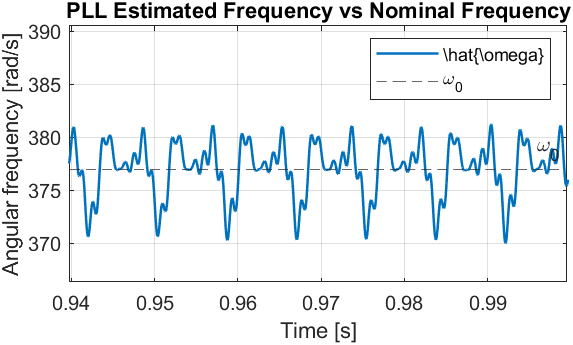 PLL Estimated Frequency vs Nominal Frequency
Angular frequency [rad/s]
390
385
380
375
370
\hat{\omega}
ω₀
ω₀
0.94
0.95
0.96
0.97
0.98
0.99
Time [s]